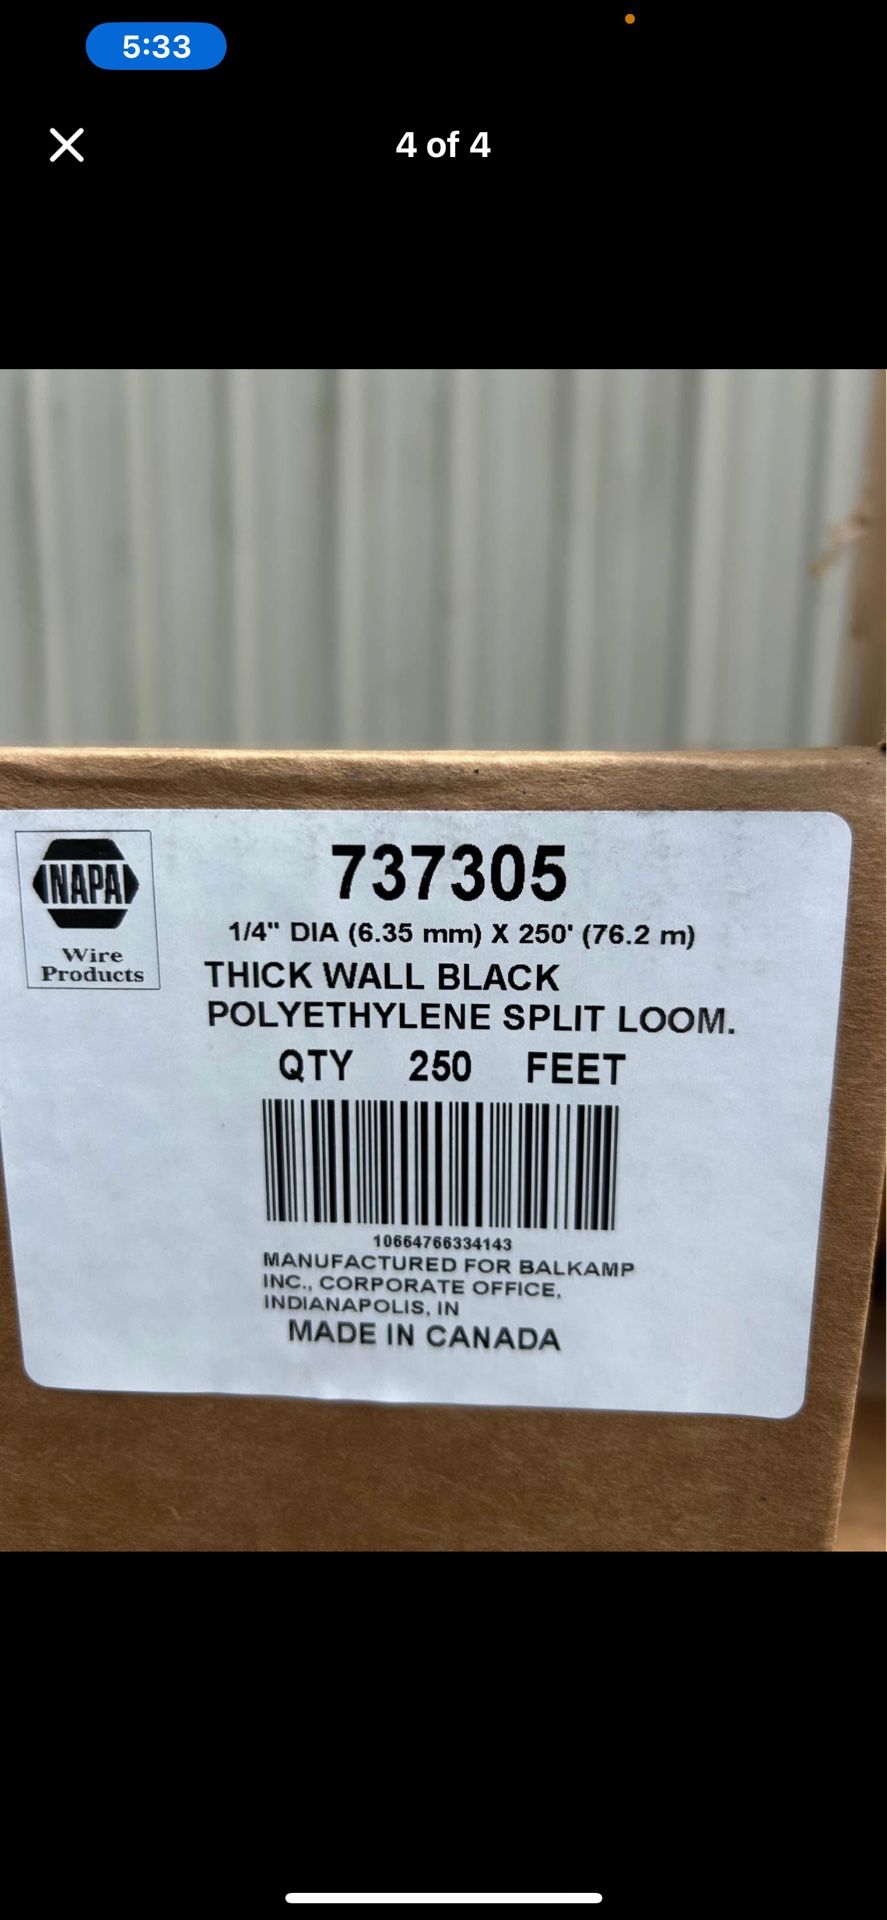 5:33
4 of 4
NAPA
Wire
Products
737305
1/4" DIA (6.35 mm) X 250' (76.2 m)
THICK WALL BLACK
POLYETHYLENE SPLIT LOOM.
QTY 250 FEET
10664766334143
MANUFACTURED FOR BALKAMP
INC., CORPORATE OFFICE,
INDIANAPOLIS, IN
MADE IN CANADA